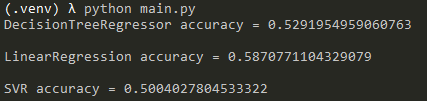 (.venv) λ python main.py
DecisionTreeRegressor accuracy = 0.5291954959060763
LinearRegression accuracy = 0.5870771104329079
SVR accuracy = 0.5004027804533322